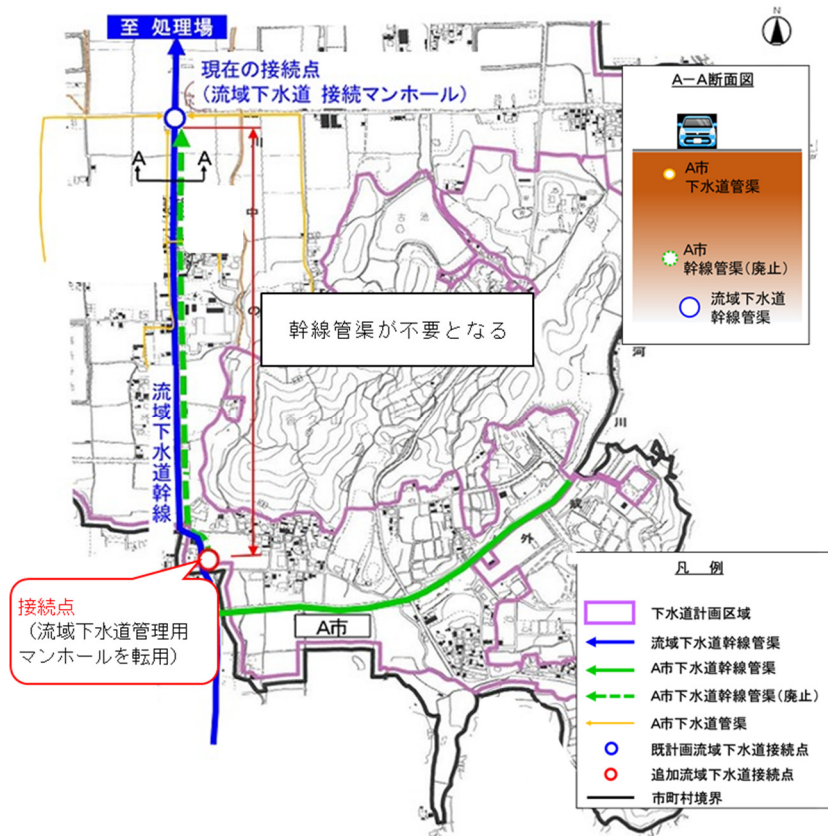 至 処理場
N
現在の接続点
(流域下水道 接続マンホール)
A
A
A－A断面図
A市
下水道管渠
A市
幹線管渠(廃止)
流域下水道
幹線管渠
幹線管渠が不要となる
流域下水道幹線
河
川
外
接続点
（流域下水道管理用
マンホールを転用）
A市
凡 例
下水道計画区域
流域下水道幹線管渠
A市下水道幹線管渠
A市下水道幹線管渠(廃止)
A市下水道管渠
既計画流域下水道接続点
追加流域下水道接続点
市町村境界